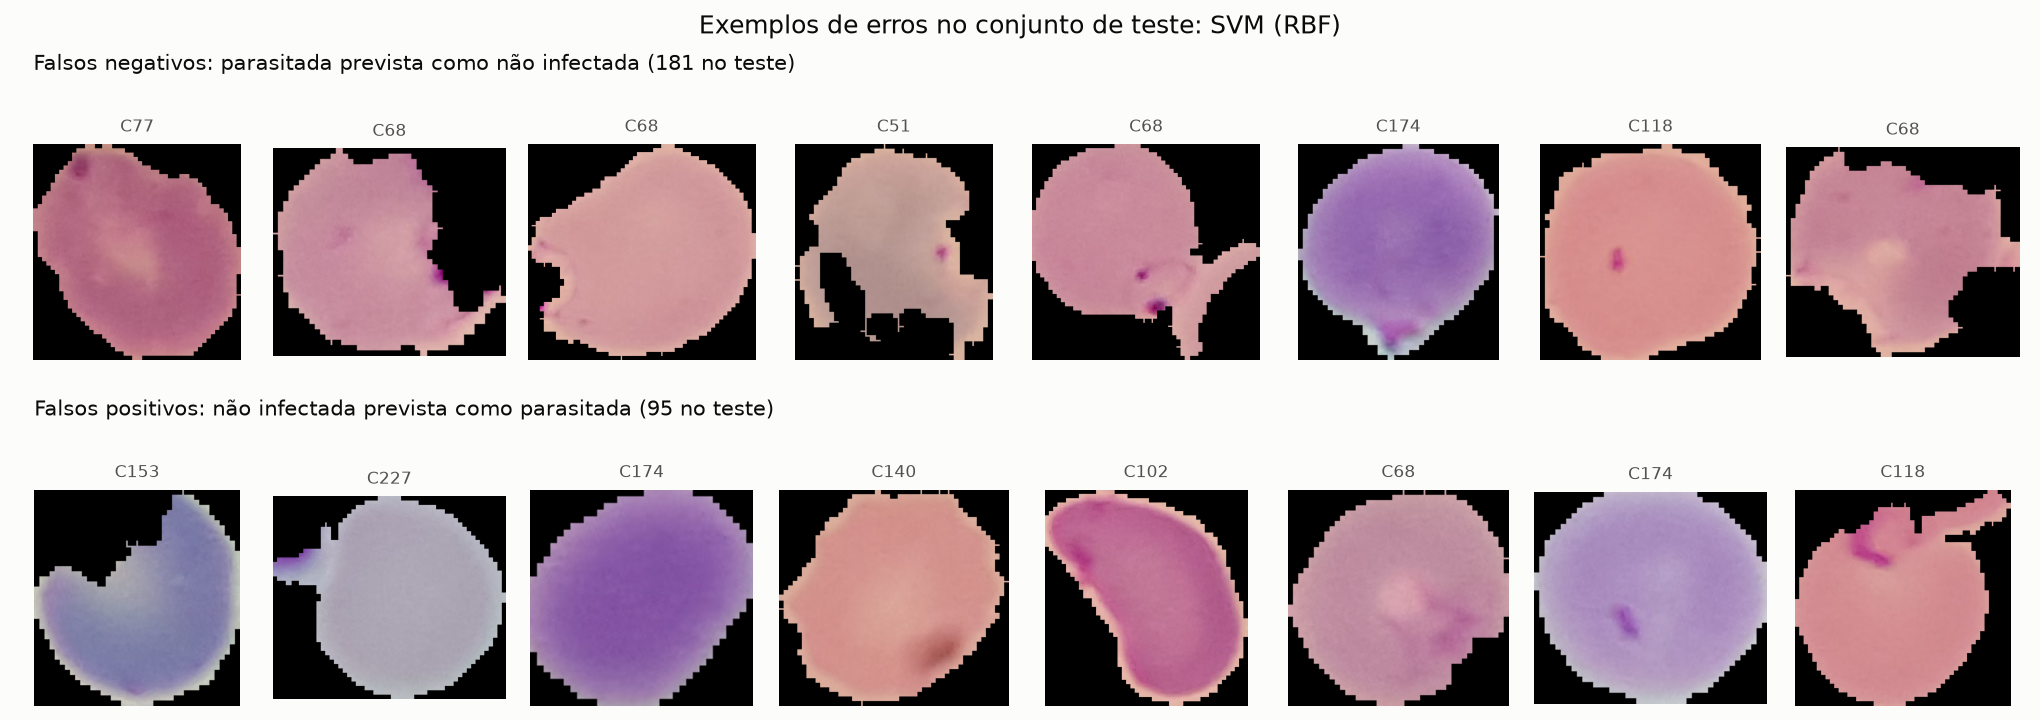 Exemplos de erros no conjunto de teste: SVM (RBF)
Falsos negativos: parasitada prevista como não infectada (181 no teste)
C77 C68 C68 C51 C68 C174 C118 C68
Falsos positivos: não infectada prevista como parasitada (95 no teste)
C153 C227 C174 C140 C102 C68 C174 C118